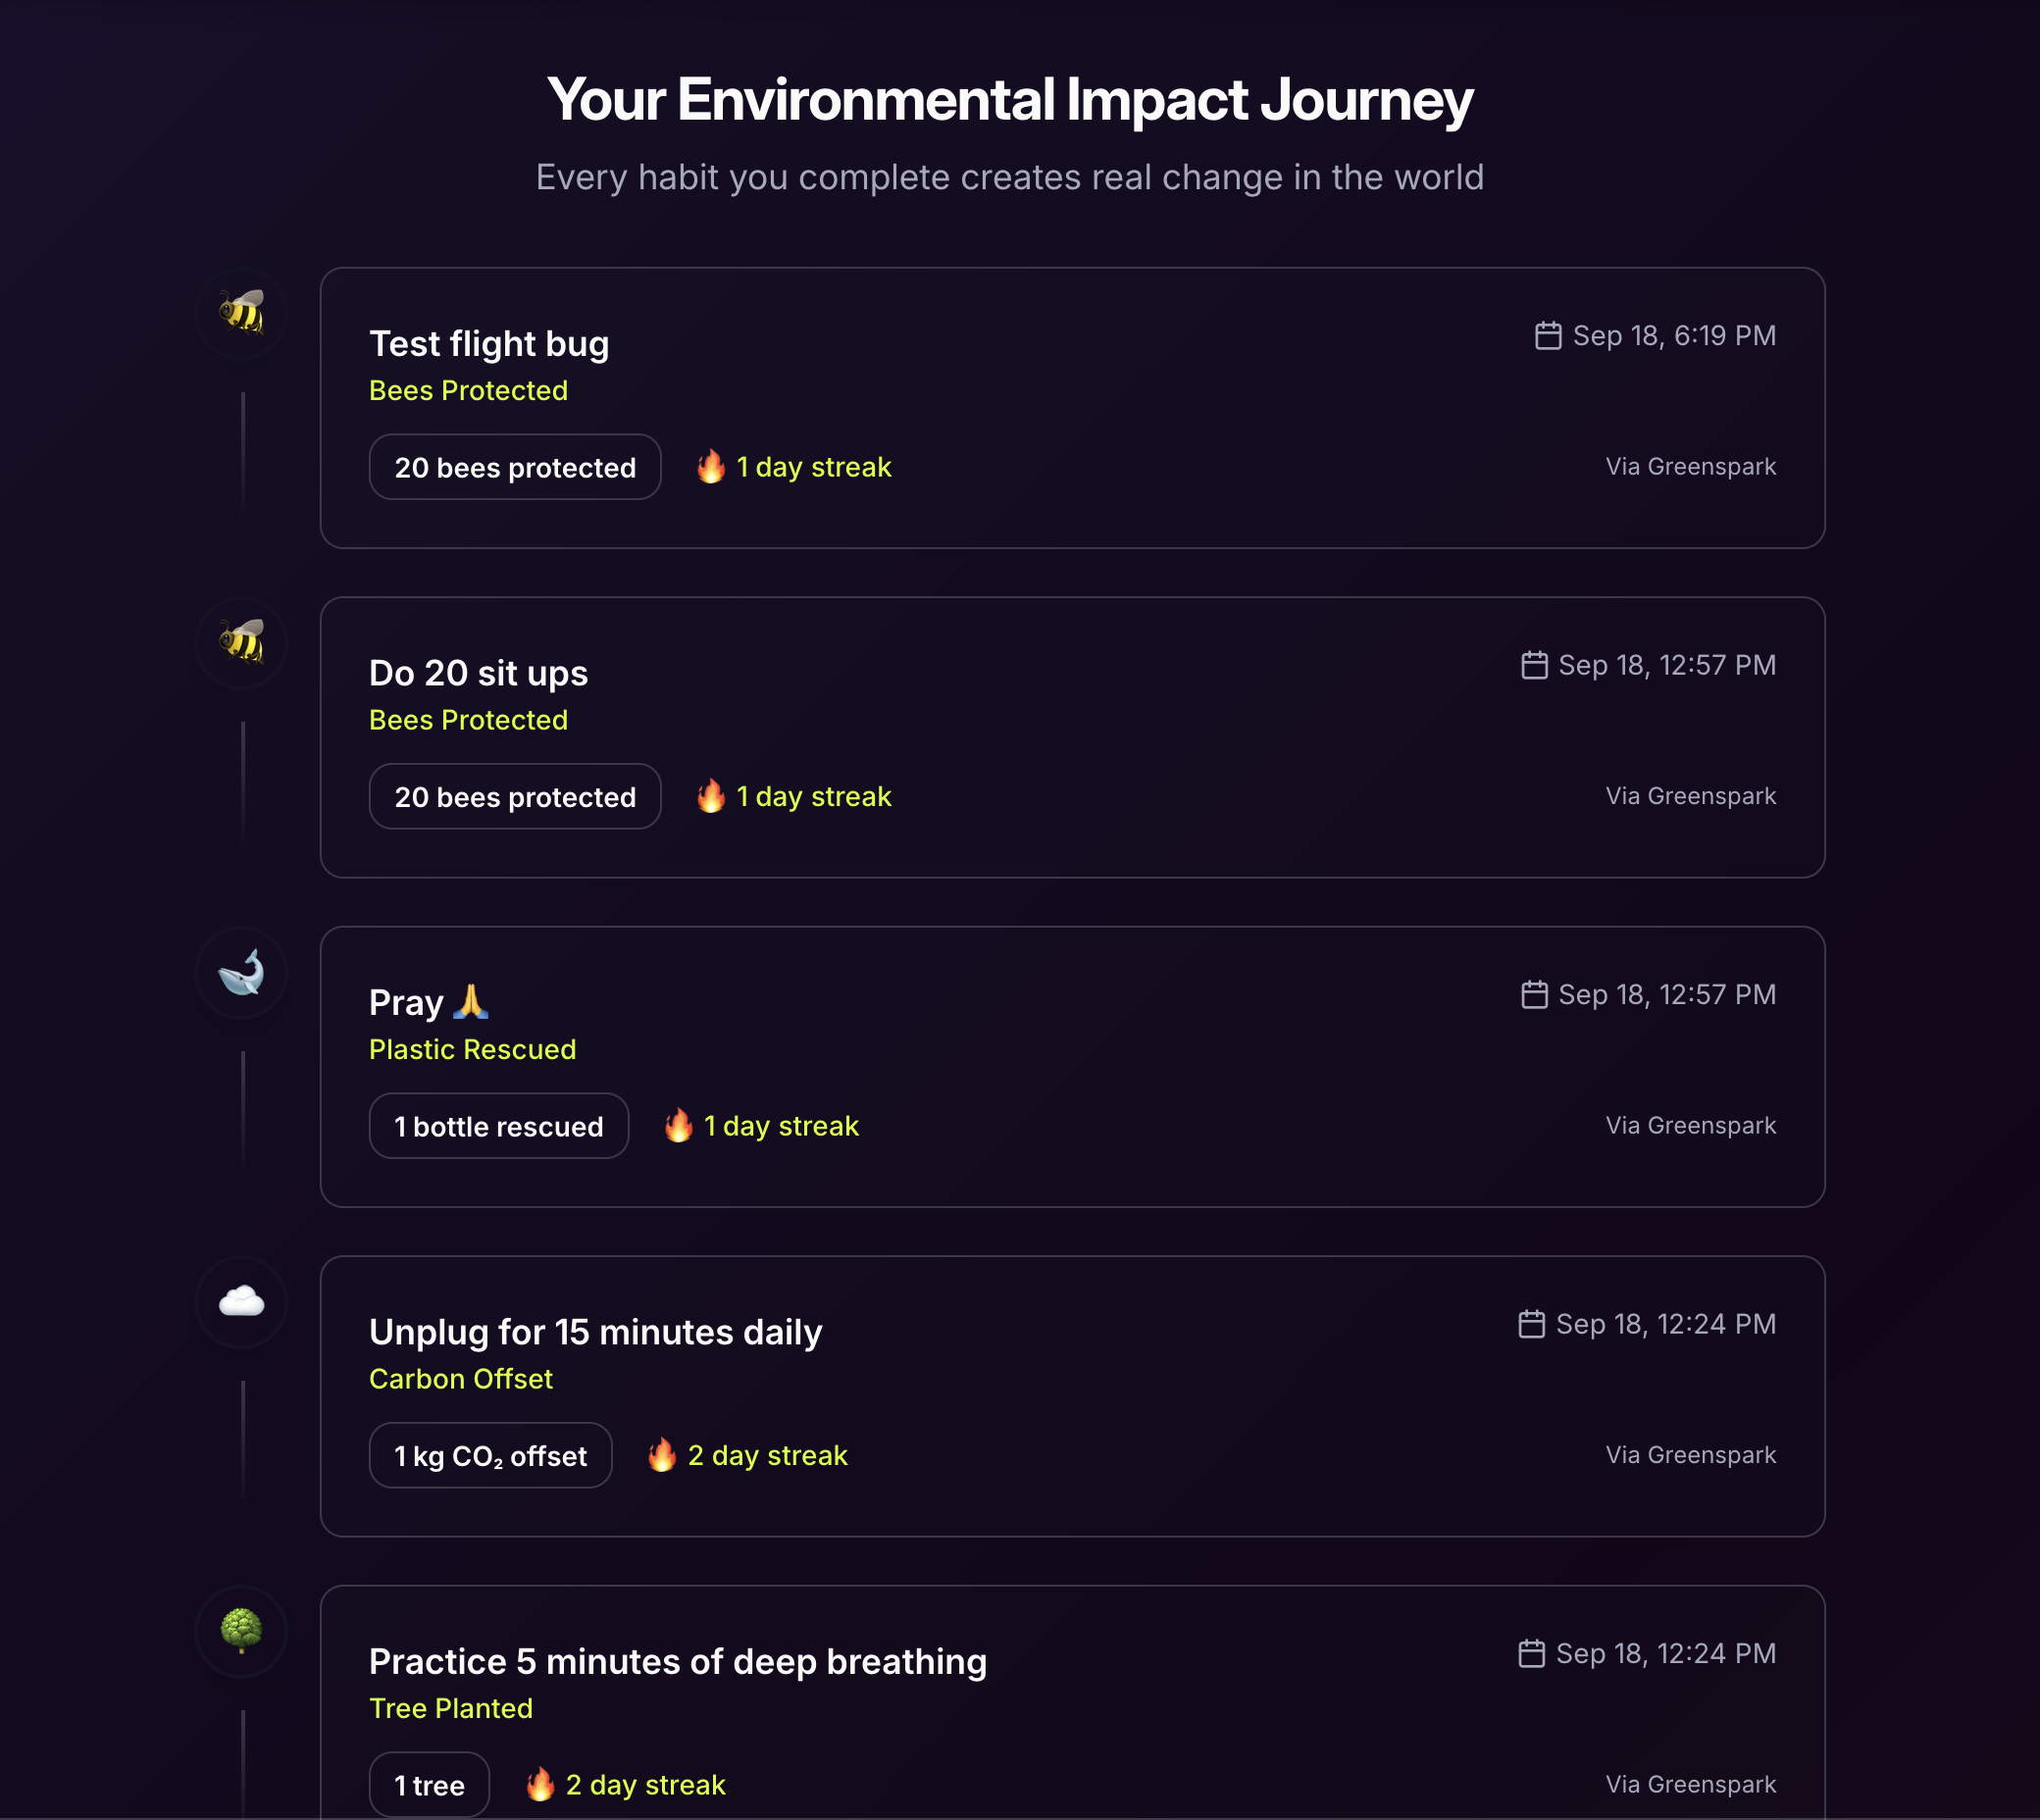 Your Environmental Impact Journey
Every habit you complete creates real change in the world
Test flight bug
Sep 18, 6:19 PM
Bees Protected
20 bees protected
1 day streak
Via Greenspark
Do 20 sit ups
Sep 18, 12:57 PM
Bees Protected
20 bees protected
1 day streak
Via Greenspark
Pray 🙏
Sep 18, 12:57 PM
Plastic Rescued
1 bottle rescued
1 day streak
Via Greenspark
Unplug for 15 minutes daily
Sep 18, 12:24 PM
Carbon Offset
1 kg CO₂ offset
2 day streak
Via Greenspark
Practice 5 minutes of deep breathing
Sep 18, 12:24 PM
Tree Planted
1 tree
2 day streak
Via Greenspark